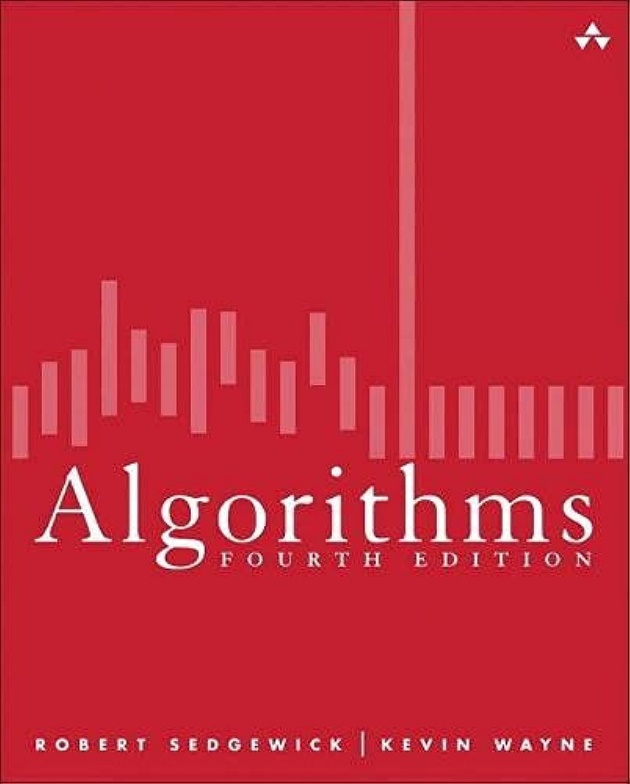 Algorithms
FOURTH EDITION
ROBERT SEDGEWICK | KEVIN WAYNE